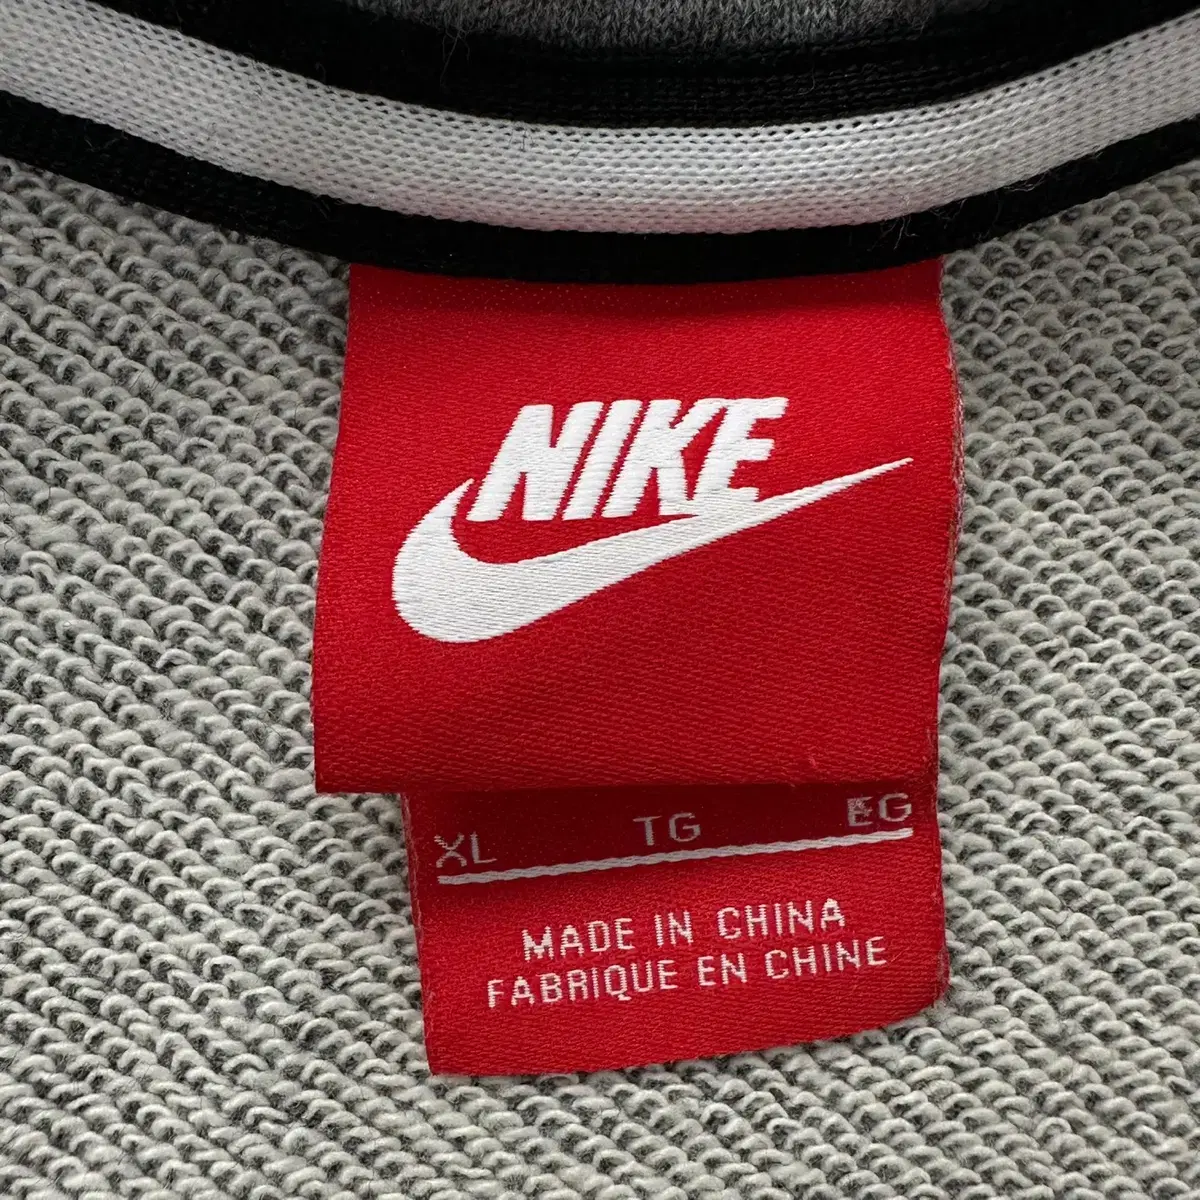 NIKE
XL TG EG
MADE IN CHINA
FABRIQUE EN CHINE